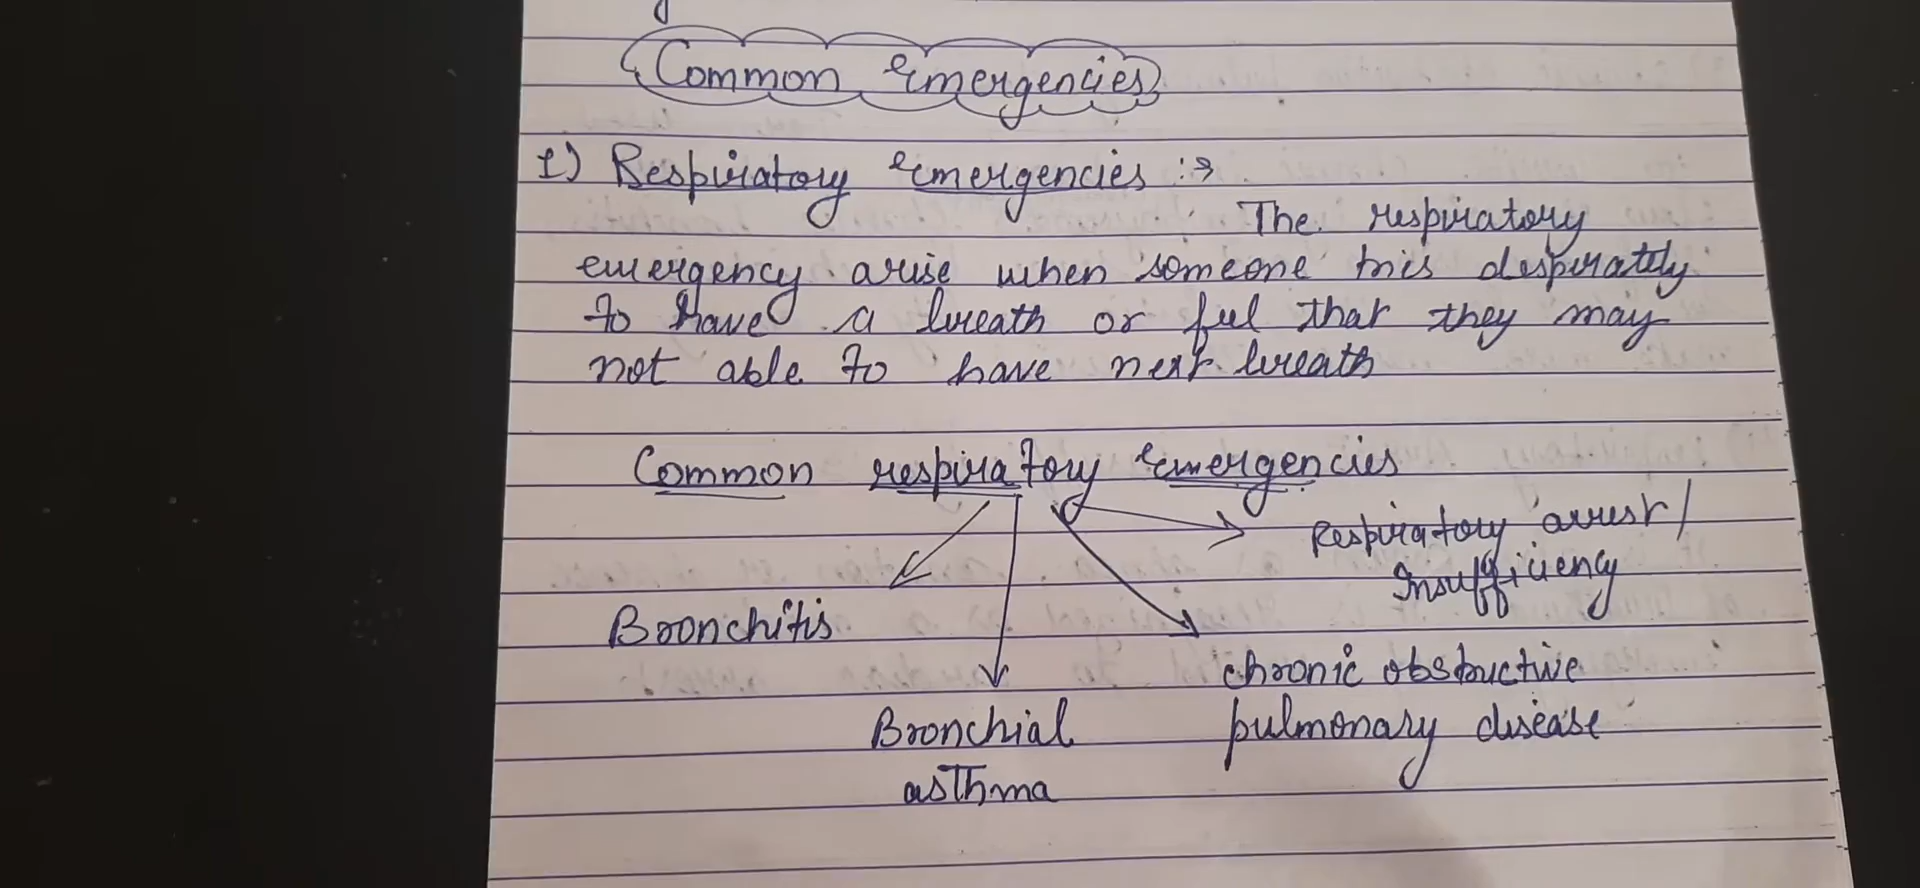 Common Emergencies
1) Respiratory Emergencies :→
The respiratory
emergency arise when someone tries despirately
to have a breath or feel that they may
not able to have next breath
Common respiratory Emergencies
Respiratory arrest/
Insufficiency
Bronchitis
chronic obstructive
pulmonary disease
Bronchial
asthma